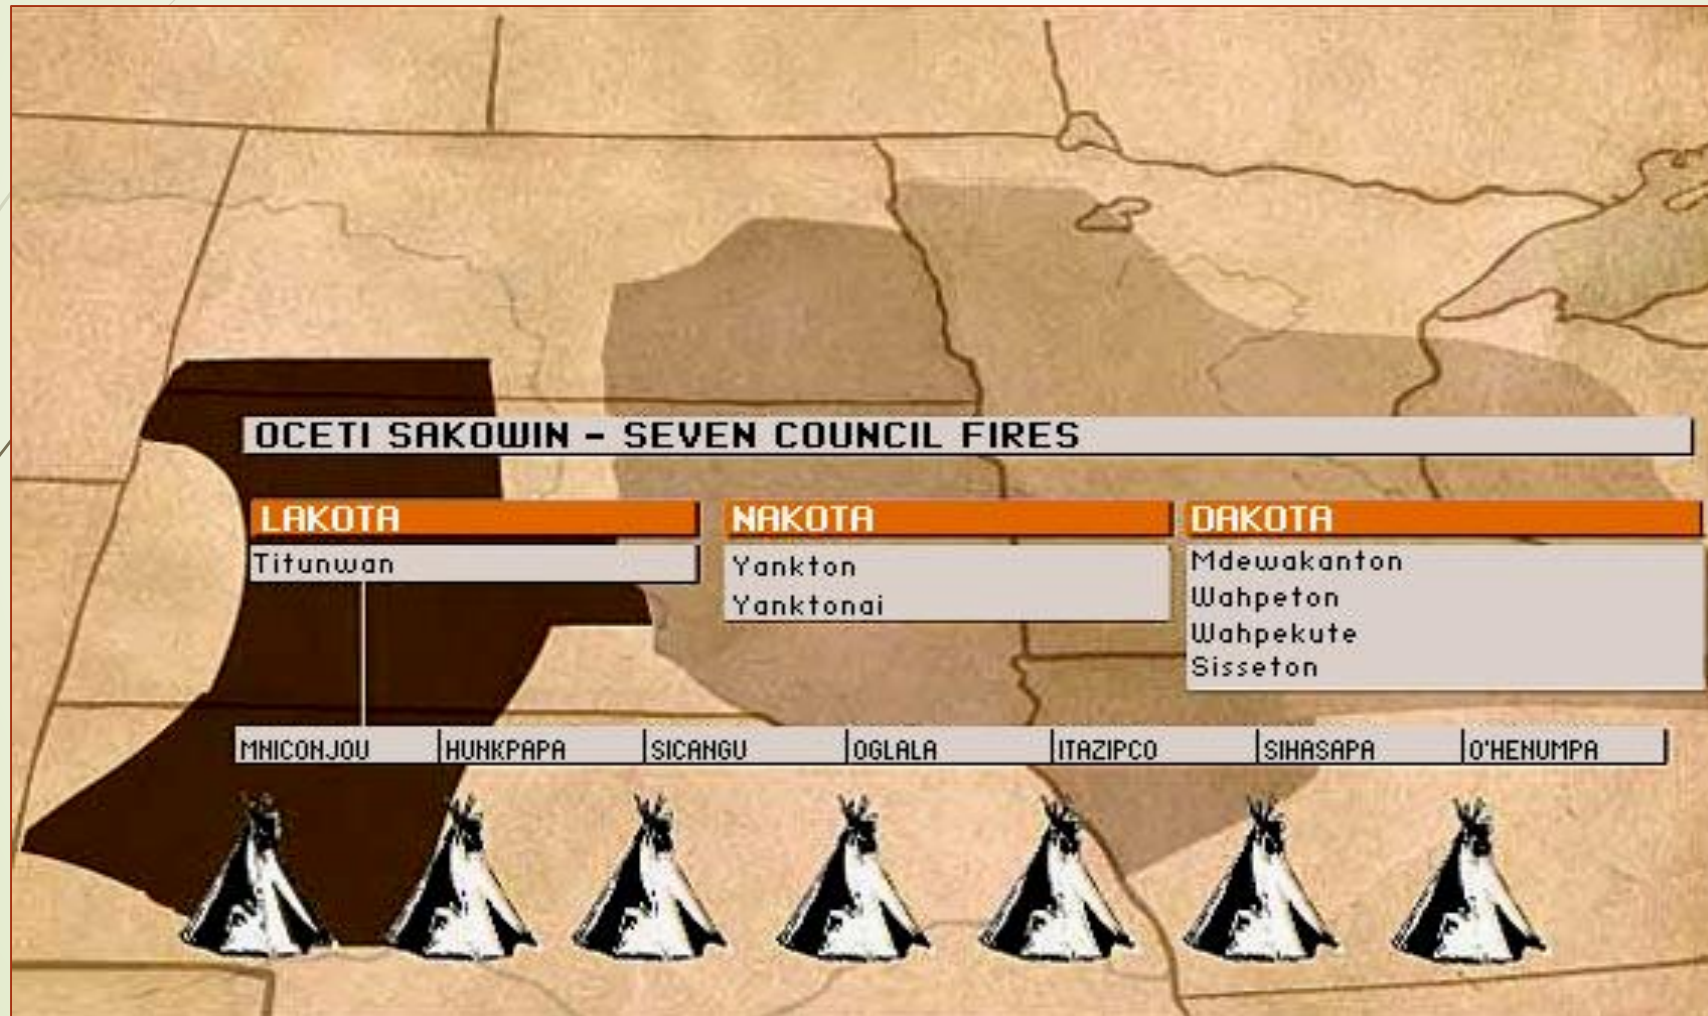 OCETI SAKOWIN - SEVEN COUNCIL FIRES
LAKOTA
Titunwan
NAKOTA
Yankton
Yanktonai
DAKOTA
Mdewakanton
Wahpeton
Wahpekute
Sisseton
MNICONJOU
HUNKPAPA
SICANGU
OGLALA
ITAZIPCO
SIHASAPA
O'HENUMPA